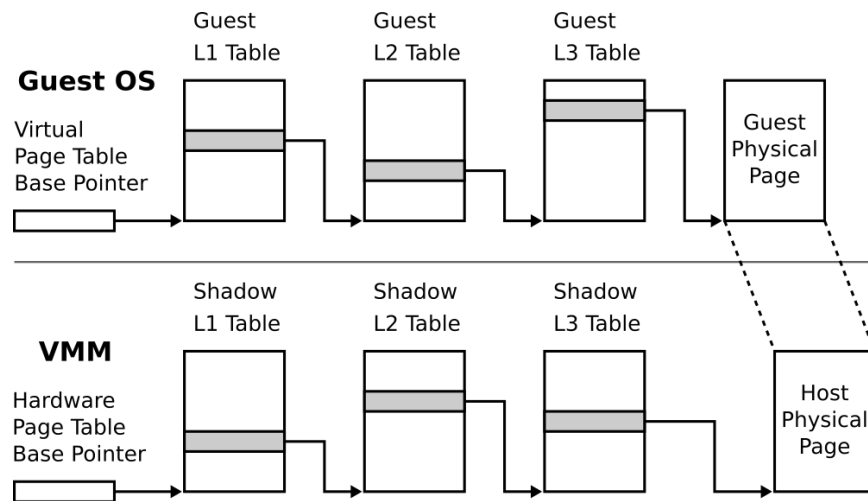 Guest
L1 Table
Guest
L2 Table
Guest
L3 Table
Guest OS
Virtual
Page Table
Base Pointer
Guest
Physical
Page
Shadow
L1 Table
Shadow
L2 Table
Shadow
L3 Table
VMM
Hardware
Page Table
Base Pointer
Host
Physical
Page